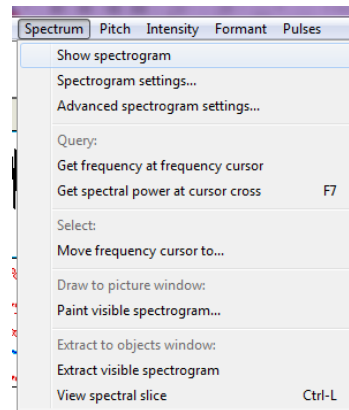 Spectrum Pitch Intensity Formant Pulses
Show spectrogram
Spectrogram settings...
Advanced spectrogram settings...
Query:
Get frequency at frequency cursor
Get spectral power at cursor cross F7
Select:
Move frequency cursor to...
Draw to picture window:
Paint visible spectrogram...
Extract to objects window:
Extract visible spectrogram
View spectral slice Ctrl-L